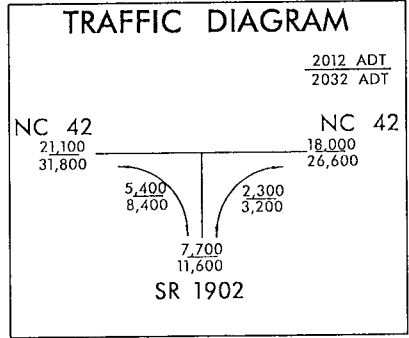 TRAFFIC DIAGRAM
2012 ADT
2032 ADT
NC 42
21,100
31,800
NC 42
18,000
26,600
5,400
8,400
2,300
3,200
7,700
11,600
SR 1902